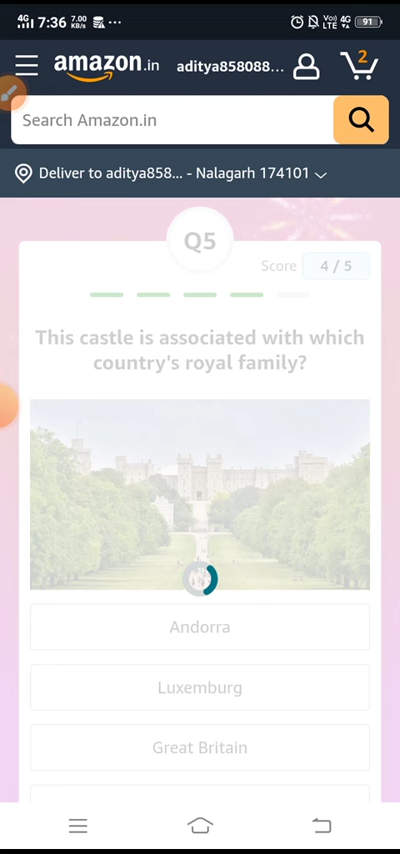 4G 7:36 7.00 KB/s ... Vo) LTE 4G 91
amazon.in aditya858088... 2
Search Amazon.in
Deliver to aditya858... - Nalagarh 174101
Q5
Score 4 / 5
This castle is associated with which
country's royal family?
Andorra
Luxemburg
Great Britain